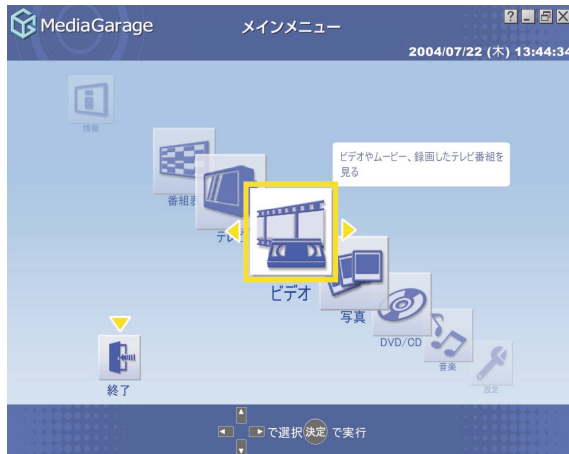 MediaGarage
メインメニュー
2004/07/22 (木) 13:44:34
情報
ビデオやムービー、録画したテレビ番組を
見る
番組表
テレビ
ビデオ
写真
DVD/CD
音楽
設定
終了
で選択 決定 で実行